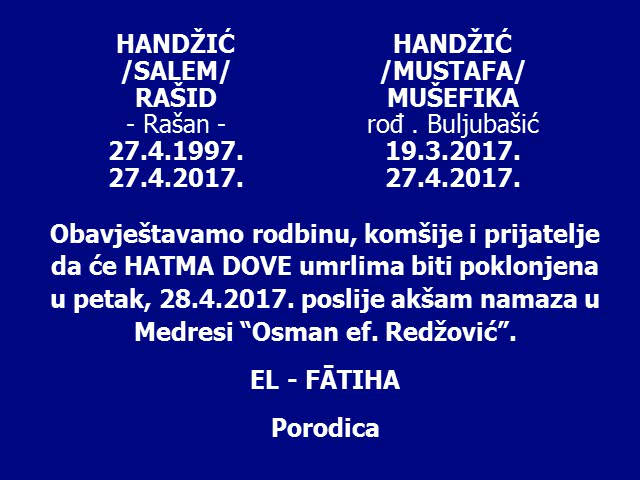 HANDŽIĆ
/SALEM/
RAŠID
- Rašan -
27.4.1997.
27.4.2017.
HANDŽIĆ
/MUSTAFA/
MUŠEFIKA
rođ . Buljubašić
19.3.2017.
27.4.2017.
Obavještavamo rodbinu, komšije i prijatelje
da će HATMA DOVE umrlima biti poklonjena
u petak, 28.4.2017. poslije akšam namaza u
Medresi “Osman ef. Redžović”.
EL - FĀTIHA
Porodica